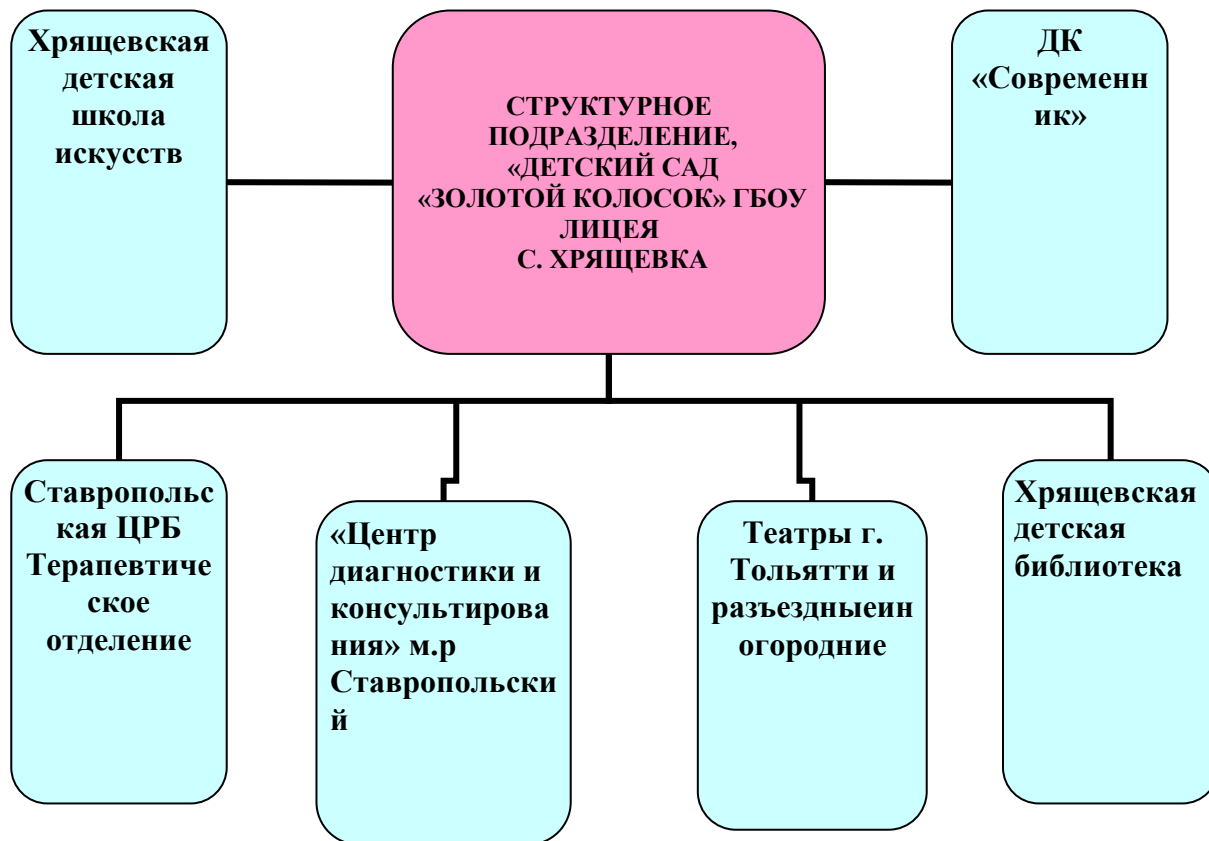 Хрящевская
детская
школа
искусств
СТРУКТУРНОЕ
ПОДРАЗДЕЛЕНИЕ,
«ДЕТСКИЙ САД
«ЗОЛОТОЙ КОЛОСОК» ГБОУ
ЛИЦЕЯ
С. ХРЯЩЕВКА
ДК
«Современн
ик»
Ставропольс
кая ЦРБ
Терапевтиче
ское
отделение
«Центр
диагностики и
консультирова
ния» м.р
Ставропольски
й
Театры г.
Тольятти и
разъездныеин
огородние
Хрящевская
детская
библиотека